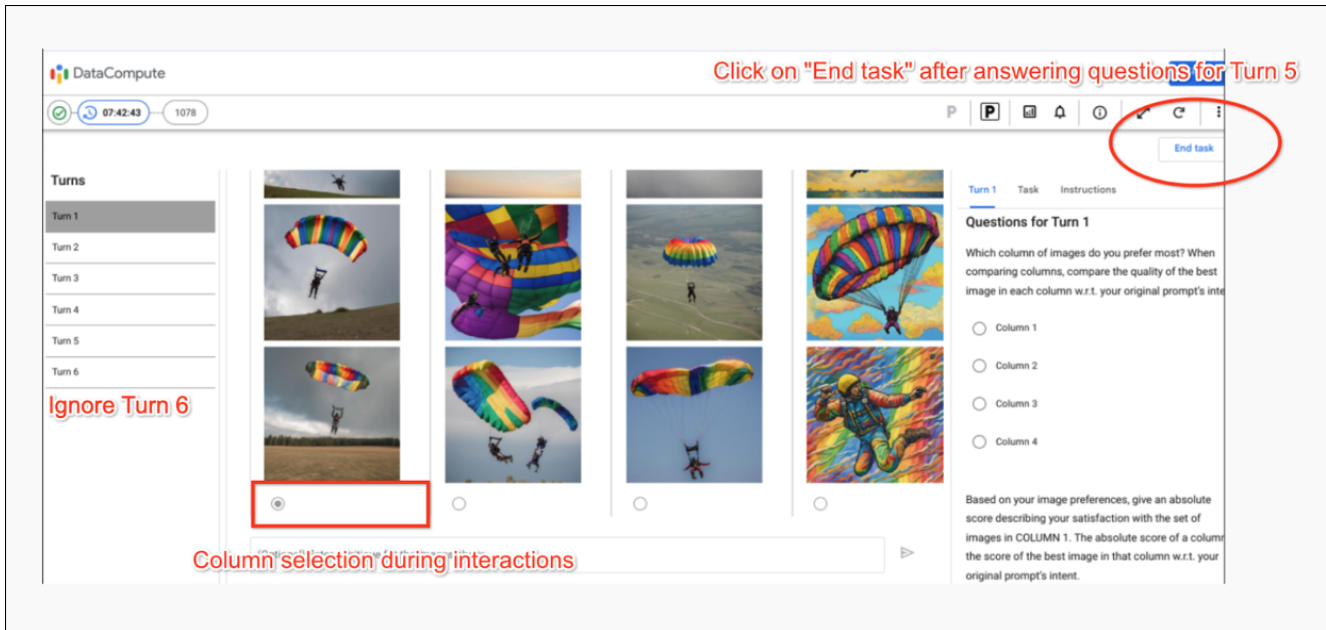 DataCompute
Click on "End task" after answering questions for Turn 5
07:42:43
1078
P
P
End task
Turns
Turn 1
Turn 2
Turn 3
Turn 4
Turn 5
Turn 6
Ignore Turn 6
Column selection during interactions
Turn 1 Task Instructions
Questions for Turn 1
Which column of images do you prefer most? When
comparing columns, compare the quality of the best
image in each column w.r.t. your original prompt's inte
Column 1
Column 2
Column 3
Column 4
Based on your image preferences, give an absolute
score describing your satisfaction with the set of
images in COLUMN 1. The absolute score of a column
the score of the best image in that column w.r.t. your
original prompt's intent.